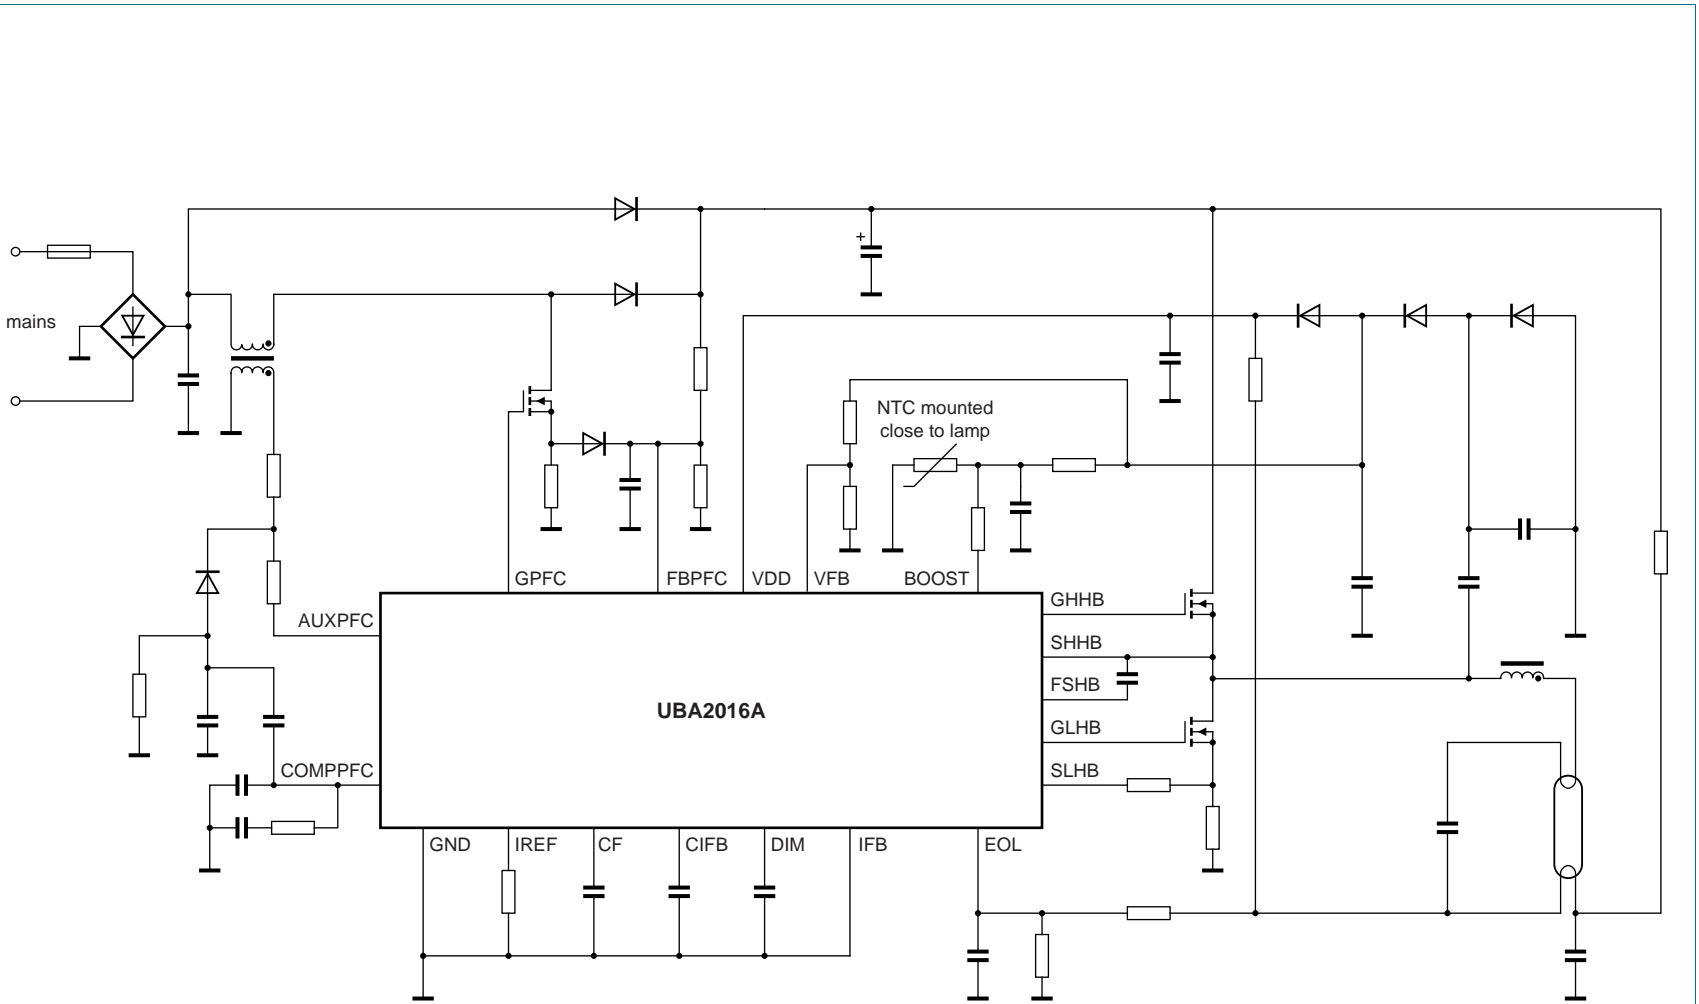 mains
+
NTC mounted
close to lamp
GPFC
FBPFC
VDD
VFB
BOOST
AUXPFC
GHHB
SHHB
FSHB
UBA2016A
GLHB
COMPPFC
SLHB
GND
IREF
CF
CIFB
DIM
IFB
EOL